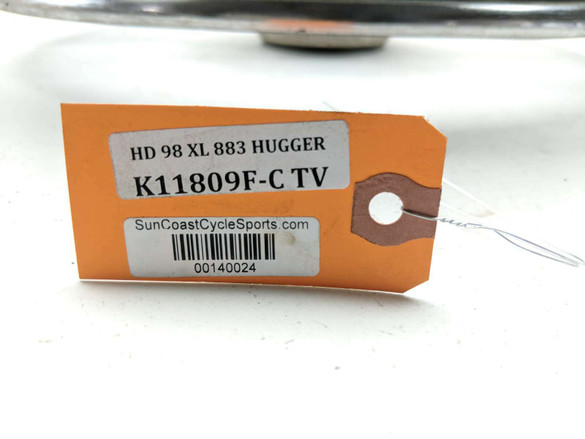 HD 98 XL 883 HUGGER
K11809F-C TV
SunCoastCycleSports.com
00140024